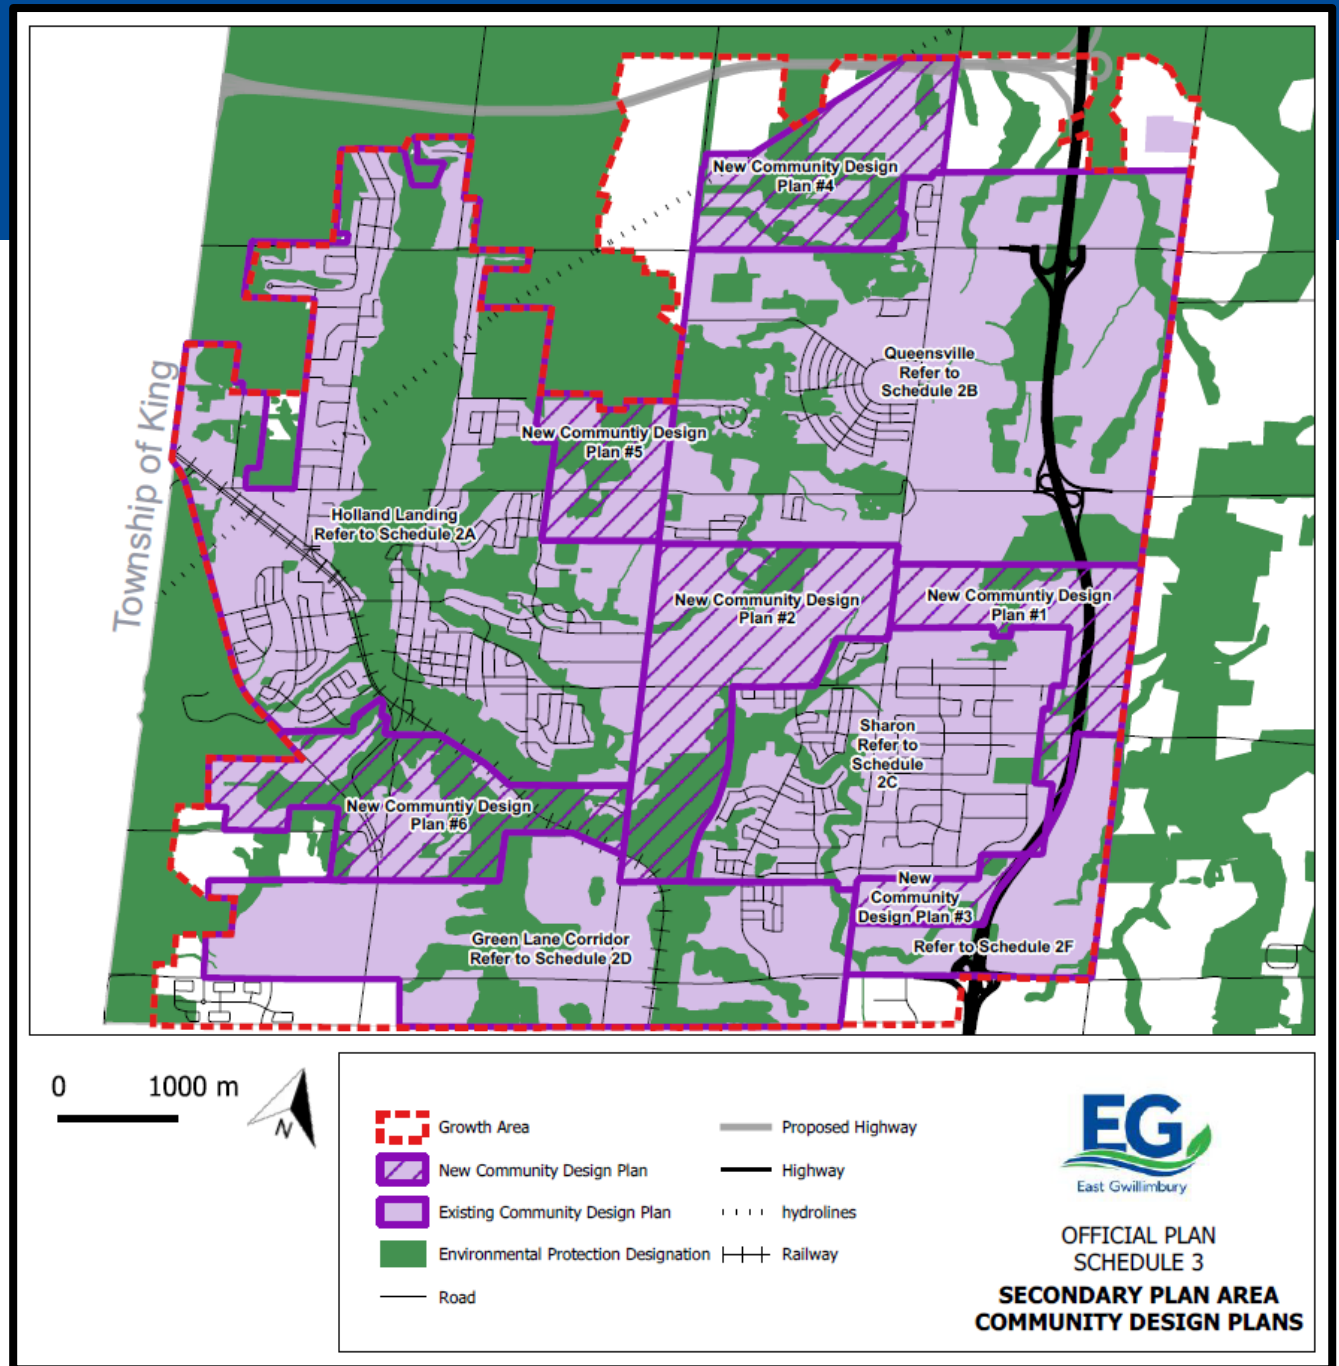 New Community Design
Plan #4
Queensville
Refer to
Schedule 2B
Township of King
New Communtiy Design
Plan #5
Holland Landing
Refer to Schedule 2A
New Community Design
Plan #2
New Communtiy Design
Plan #1
Sharon
Refer to
Schedule
2C
New Communtiy Design
Plan #6
New
Community
Design Plan #3
Green Lane Corridor
Refer to Schedule 2D
Refer to Schedule 2F
0 1000 m
N
Growth Area
New Community Design Plan
Existing Community Design Plan
Environmental Protection Designation
Road
Proposed Highway
Highway
hydrolines
Railway
EG
East Gwillimbury
OFFICIAL PLAN
SCHEDULE 3
SECONDARY PLAN AREA
COMMUNITY DESIGN PLANS